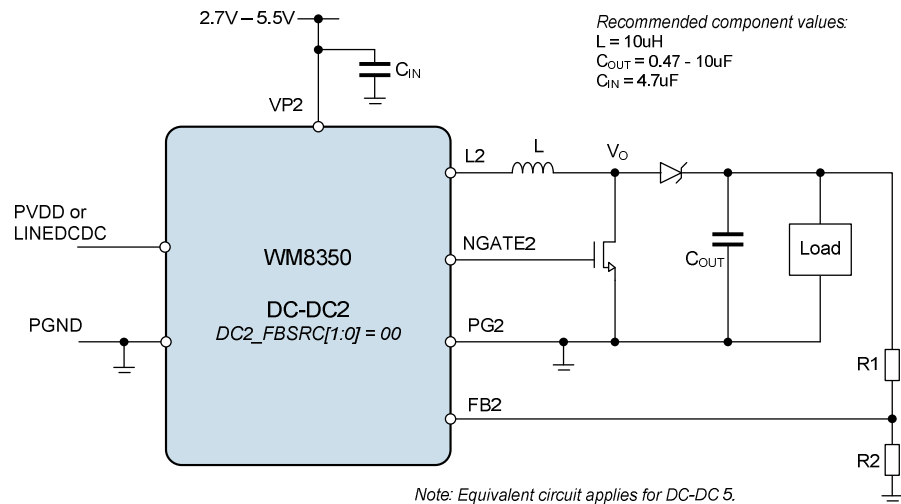 2.7V – 5.5V
Recommended component values:
L = 10uH
COUT = 0.47 - 10uF
CIN = 4.7uF
CIN
VP2
L2
L
VO
PVDD or
LINEDCDC
NGATE2
WM8350
COUT
Load
DC-DC2
DC2_FBSRC[1:0] = 00
PGND
PG2
R1
FB2
R2
Note: Equivalent circuit applies for DC-DC 5.